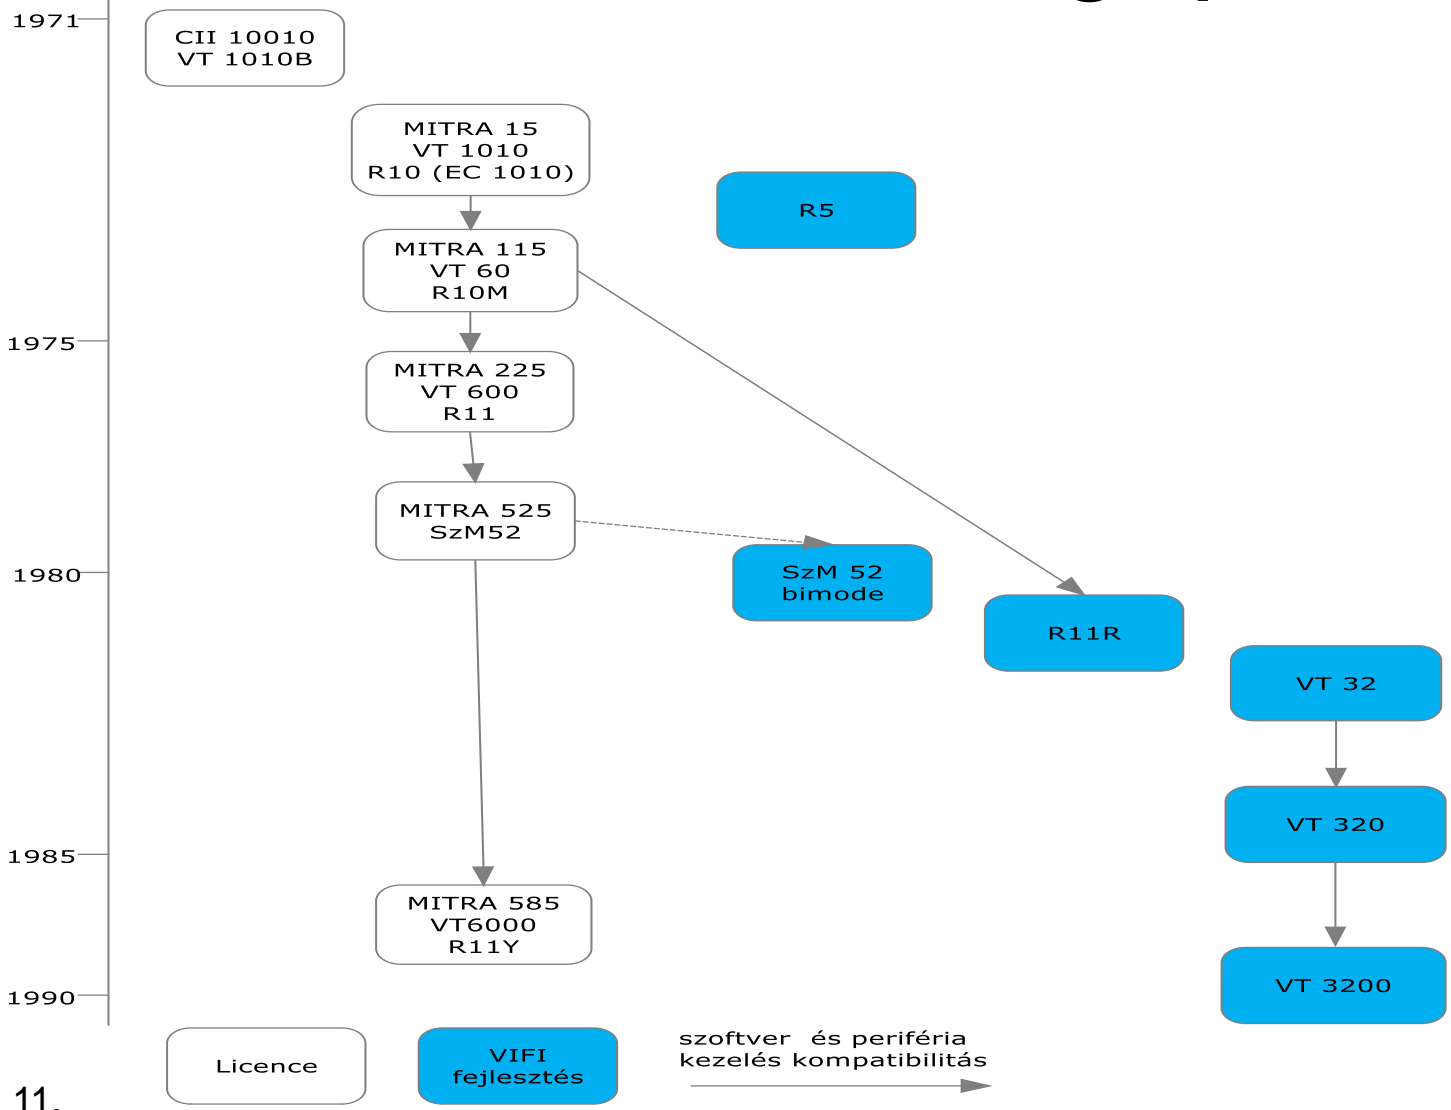 1971
CII 10010
VT 1010B
MITRA 15
VT 1010
R10 (EC 1010)
R5
MITRA 115
VT 60
R10M
1975
MITRA 225
VT 600
R11
MITRA 525
SzM52
1980
SzM 52
bimode
R11R
VT 32
VT 320
1985
MITRA 585
VT6000
R11Y
VT 3200
1990
Licence
VIFI
fejlesztés
szoftver  és periféria
kezelés kompatibilitás
11.